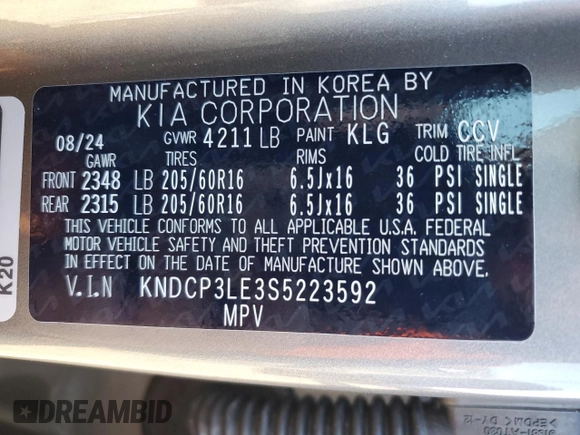 MANUFACTURED IN KOREA BY
KIA CORPORATION
08/24 GVWR 4211 LB PAINT KLG TRIM CCV
GAWR TIRES RIMS COLD TIRE INFL
FRONT 2348 LB 205/60R16 6.5Jx16 36 PSI SINGLE
REAR 2315 LB 205/60R16 6.5Jx16 36 PSI SINGLE
THIS VEHICLE CONFORMS TO ALL APPLICABLE U.S.A. FEDERAL
MOTOR VEHICLE SAFETY AND THEFT PREVENTION STANDARDS
IN EFFECT ON THE DATE OF MANUFACTURE SHOWN ABOVE.
V.I.N KNDCP3LE3S5223592
MPV
K20
DREAMBID